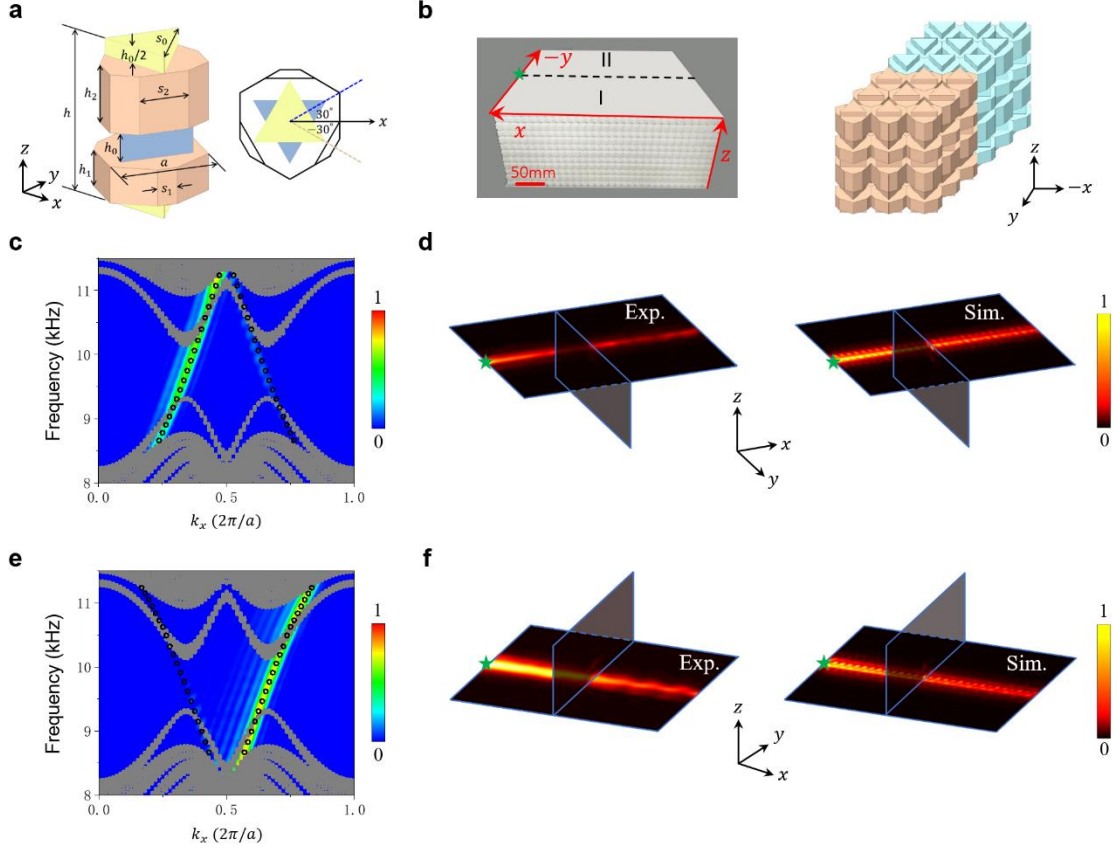 a
h
h₀/2
s₀
h₂
s₂
h₀
a
h₁
s₁
z
y
x
30°
−30°
x
b
−y
II
I
x
z
50mm
z
−x
y
c
Frequency (kHz)
11
10
9
8
0.0
0.5
1.0
kₓ (2π/a)
1
0
d
Exp.
Sim.
z
x
y
1
0
e
Frequency (kHz)
11
10
9
8
0.0
0.5
1.0
kₓ (2π/a)
1
0
f
Exp.
Sim.
z
y
x
1
0